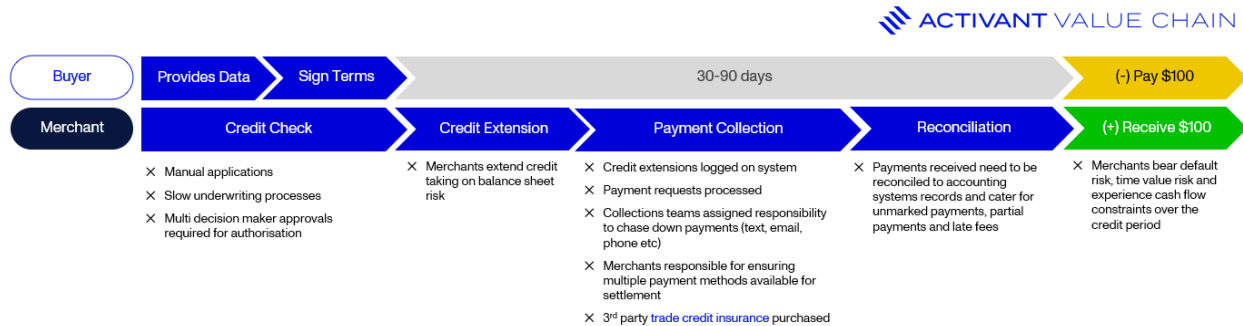 ACTIVANT VALUE CHAIN
Buyer
Provides Data
Sign Terms
30-90 days
(-) Pay $100
Merchant
Credit Check
Credit Extension
Payment Collection
Reconciliation
(+) Receive $100
× Manual applications
× Slow underwriting processes
× Multi decision maker approvals
required for authorisation
× Merchants extend credit
taking on balance sheet
risk
× Credit extensions logged on system
× Payment requests processed
× Collections teams assigned responsibility
to chase down payments (text, email,
phone etc)
× Merchants responsible for ensuring
multiple payment methods available for
settlement
× 3rd party trade credit insurance purchased
× Payments received need to be
reconciled to accounting
systems records and cater for
unmarked payments, partial
payments and late fees
× Merchants bear default
risk, time value risk and
experience cash flow
constraints over the
credit period